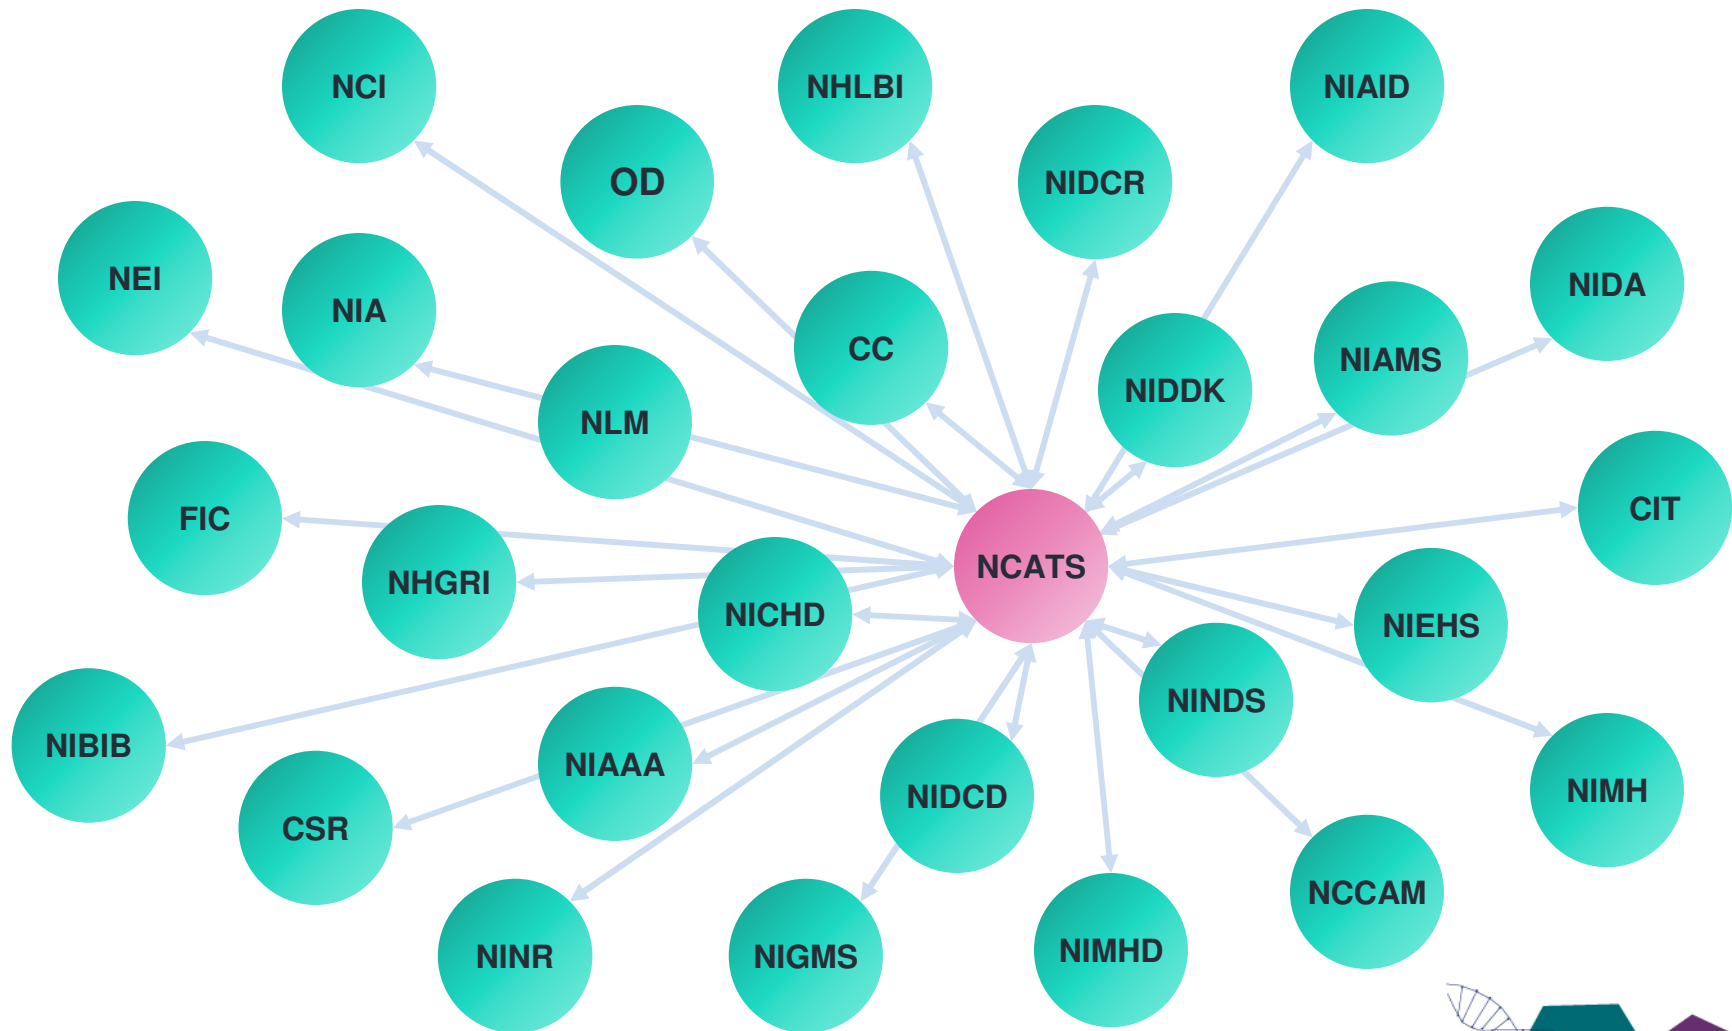 NCI
NHLBI
NIAID
OD
NIDCR
NEI
NIA
NIDA
CC
NIAMS
NIDDK
NLM
FIC
CIT
NHGRI
NCATS
NICHD
NIEHS
NINDS
NIBIB
NIAAA
NIDCD
NIMH
CSR
NCCAM
NINR
NIGMS
NIMHD